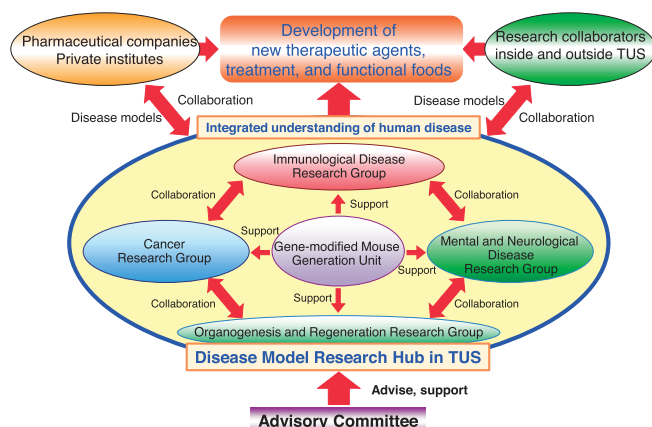 Pharmaceutical companies
Private institutes
Development of
new therapeutic agents,
treatment, and functional foods
Research collaborators
inside and outside TUS
Collaboration
Disease models
Disease models
Collaboration
Integrated understanding of human disease
Immunological Disease
Research Group
Collaboration
Collaboration
Support
Cancer
Research Group
Support
Gene-modified Mouse
Generation Unit
Support
Mental and Neurological
Disease
Research Group
Collaboration
Support
Collaboration
Organogenesis and Regeneration Research Group
Disease Model Research Hub in TUS
Advise, support
Advisory Committee